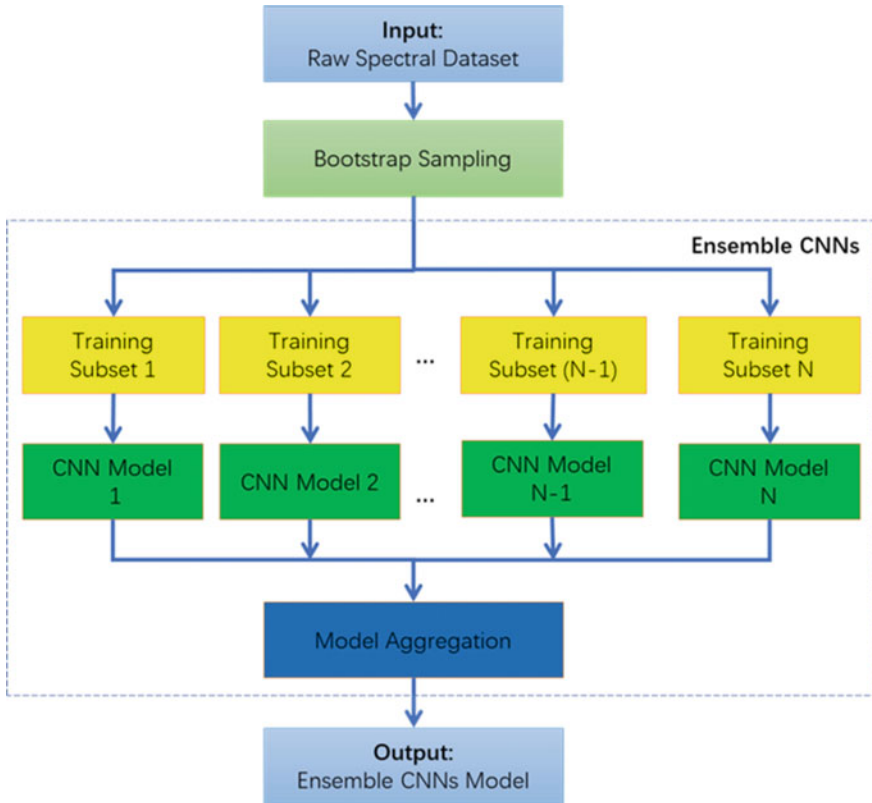 Input:
Raw Spectral Dataset
Bootstrap Sampling
Ensemble CNNs
Training
Subset 1
Training
Subset 2
...
Training
Subset (N-1)
Training
Subset N
CNN Model
1
CNN Model 2
...
CNN Model
N-1
CNN Model
N
Model Aggregation
Output:
Ensemble CNNs Model